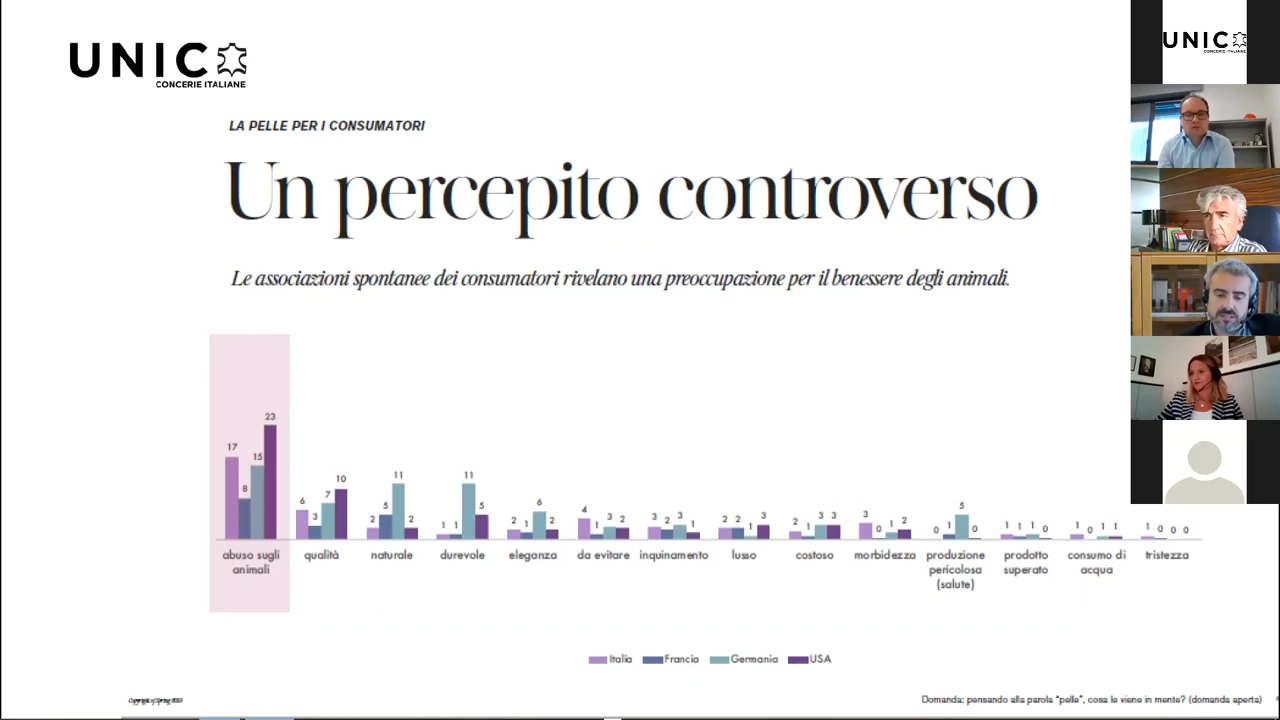 UNIC
CONCERIE ITALIANE
LA PELLE PER I CONSUMATORI
Un percepito controverso
Le associazioni spontanee dei consumatori rivelano una preoccupazione per il benessere degli animali.
17 8 15 23
6 3 7 10
2 5 11 2
1 1 11 5
2 1 6 2
4 1 3 2
3 2 3 1
2 2 1 3
2 1 3 3
3 0 1 2
0 1 5 0
1 1 1 0
1 0 1 1
1 0 0 0
abuso sugli
animali
qualità
naturale
durevole
eleganza
da evitare
inquinamento
lusso
costoso
morbidezza
produzione
pericolosa
(salute)
prodotto
superato
consumo di
acqua
tristezza
Italia Francia Germania USA
Domanda: pensando alla parola "pelle", cosa le viene in mente? (domanda aperta)
UNIC
CONCERIE ITALIANE